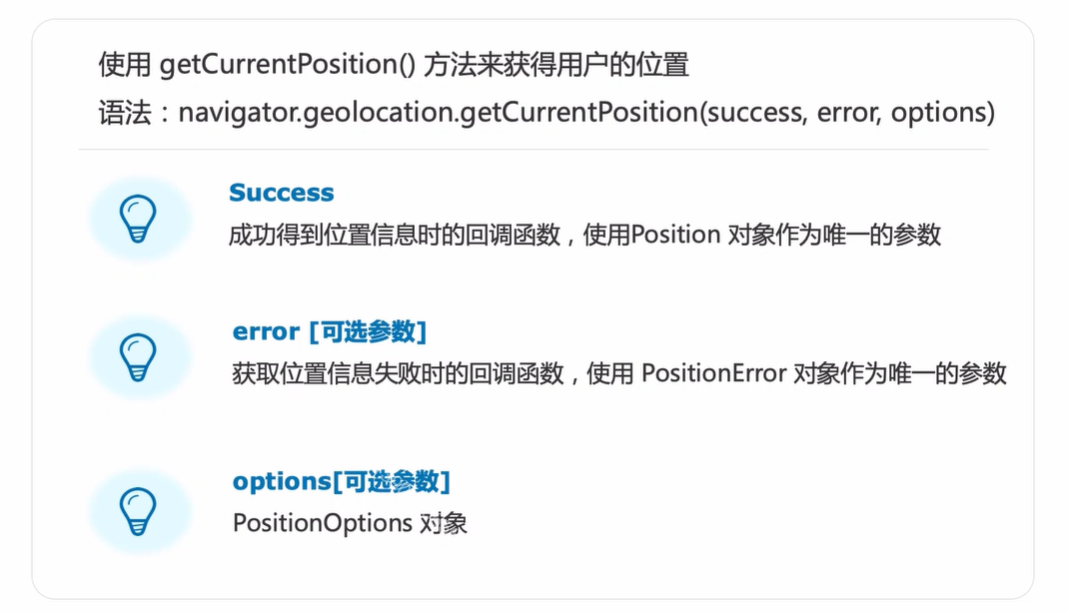 使用 getCurrentPosition() 方法来获得用户的位置
语法：navigator.geolocation.getCurrentPosition(success, error, options)
Success
成功得到位置信息时的回调函数，使用Position 对象作为唯一的参数
error [可选参数]
获取位置信息失败时的回调函数，使用 PositionError 对象作为唯一的参数
options[可选参数]
PositionOptions 对象